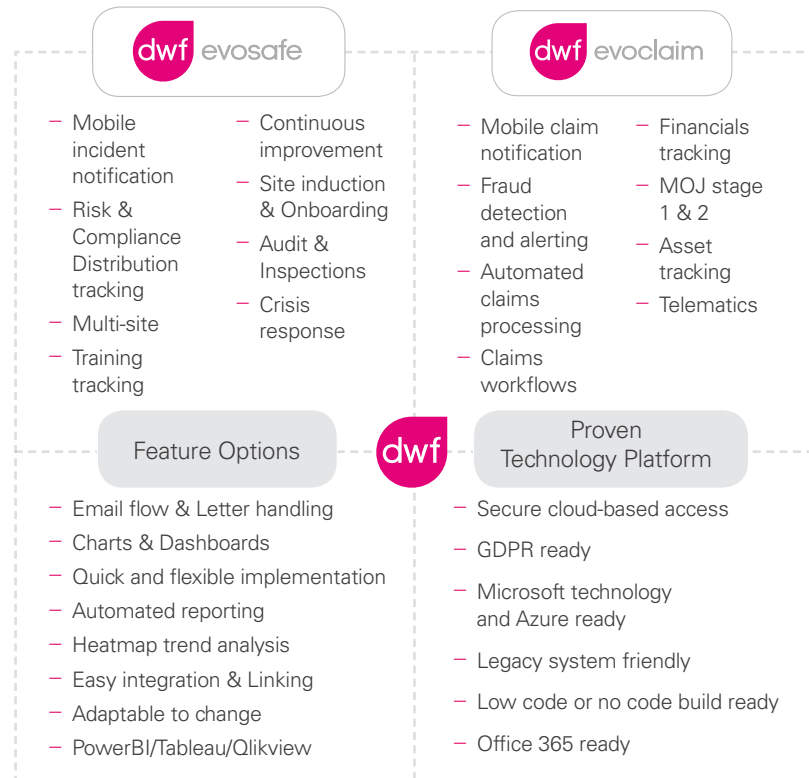 dwf evosafe
– Mobile
incident
notification
– Risk &
Compliance
Distribution
tracking
– Multi-site
– Training
tracking
– Continuous
improvement
– Site induction
& Onboarding
– Audit &
Inspections
– Crisis
response
dwf evoclaim
– Mobile claim
notification
– Fraud
detection
and alerting
– Automated
claims
processing
– Claims
workflows
– Financials
tracking
– MOJ stage
1 & 2
– Asset
tracking
– Telematics
Feature Options
dwf
Proven
Technology Platform
– Email flow & Letter handling
– Charts & Dashboards
– Quick and flexible implementation
– Automated reporting
– Heatmap trend analysis
– Easy integration & Linking
– Adaptable to change
– PowerBI/Tableau/Qlikview
– Secure cloud-based access
– GDPR ready
– Microsoft technology
and Azure ready
– Legacy system friendly
– Low code or no code build ready
– Office 365 ready